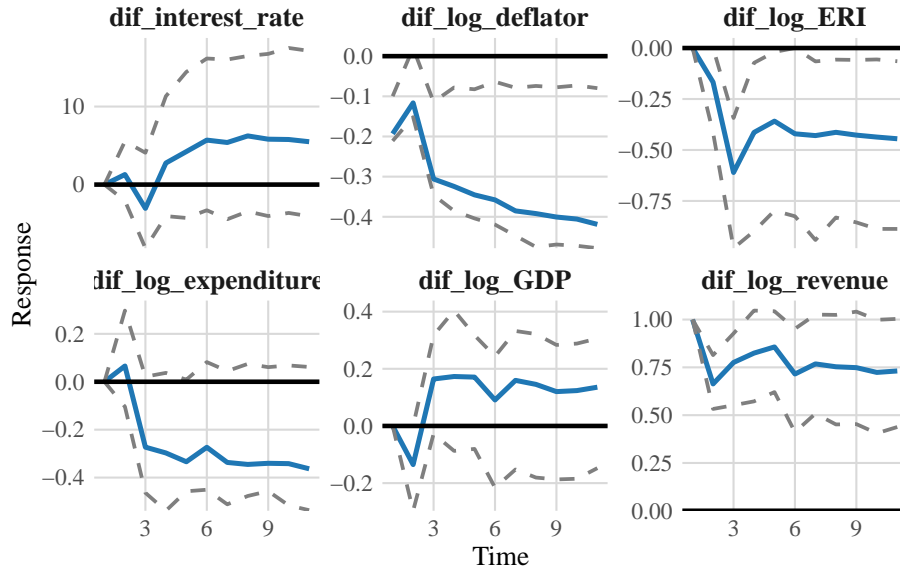 dif_interest_rate
dif_log_deflator
dif_log_ERI
10
0
0.0
−0.1
−0.2
−0.3
−0.4
0.00
−0.25
−0.50
−0.75
dif_log_expenditure
dif_log_GDP
dif_log_revenue
0.2
0.0
−0.2
−0.4
0.4
0.2
0.0
−0.2
1.00
0.75
0.50
0.25
0.00
3 6 9
3 6 9
3 6 9
Time
Response